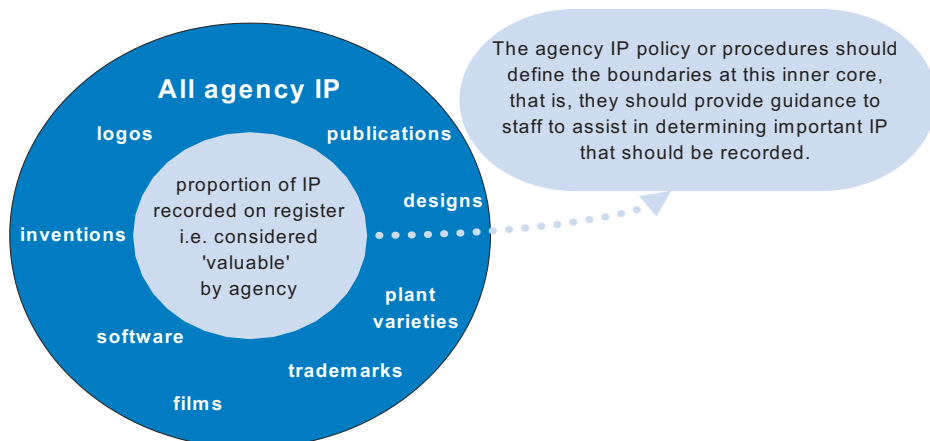 All agency IP
logos
publications
proportion of IP
recorded on register
i.e. considered
'valuable'
by agency
designs
inventions
plant
varieties
software
trademarks
films
The agency IP policy or procedures should
define the boundaries at this inner core,
that is, they should provide guidance to
staff to assist in determining important IP
that should be recorded.